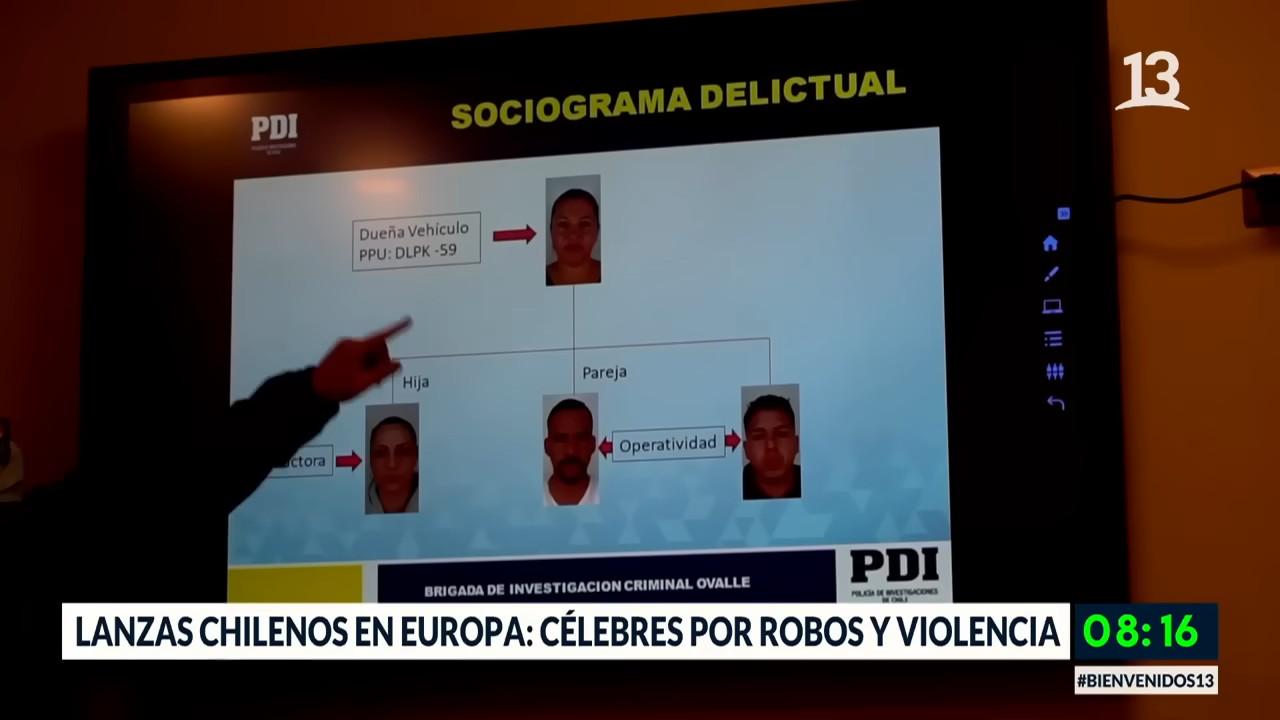 13
SOCIOGRAMA DELICTUAL
PDI
Dueña Vehículo
PPU: DLPK -59
Hija
Pareja
ctora
Operatividad
BRIGADA DE INVESTIGACION CRIMINAL OVALLE
PDI
POLICÍA DE INVESTIGACIONES
DE CHILE
LANZAS CHILENOS EN EUROPA: CÉLEBRES POR ROBOS Y VIOLENCIA
08:16
#BIENVENIDOS13